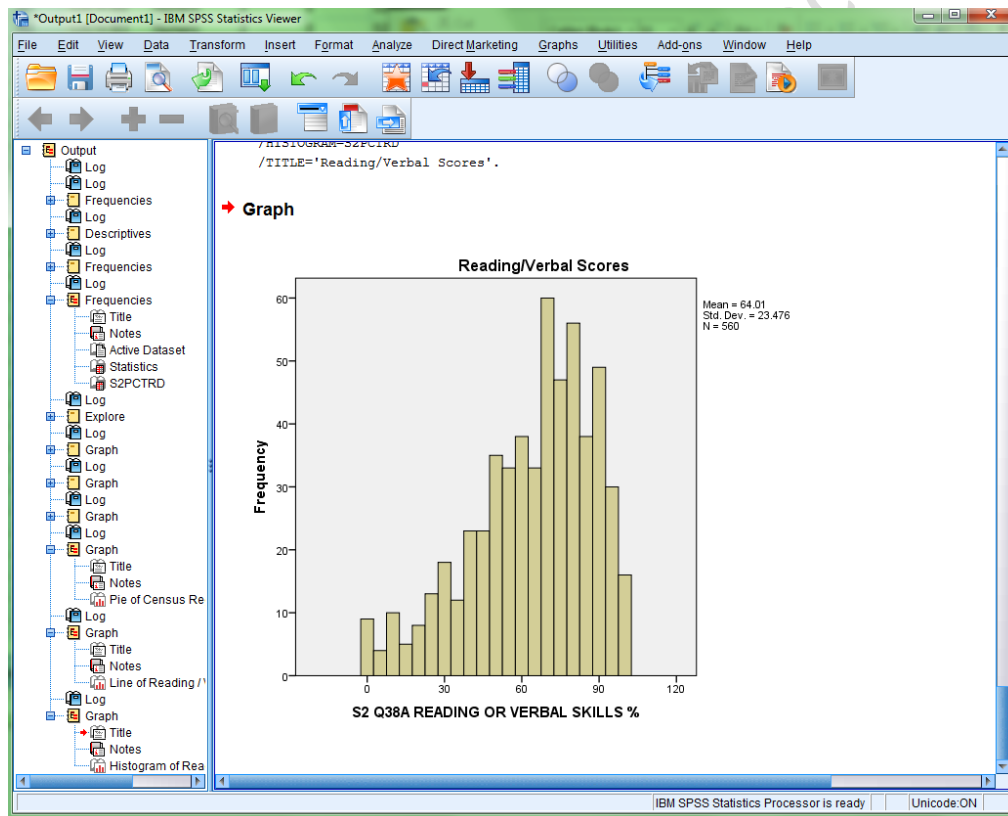 *Output1 [Document1] - IBM SPSS Statistics Viewer
File Edit View Data Transform Insert Format Analyze Direct Marketing Graphs Utilities Add-ons Window Help
Output
Log
Log
Frequencies
Log
Descriptives
Log
Frequencies
Log
Frequencies
Title
Notes
Active Dataset
Statistics
S2PCTRD
Log
Explore
Log
Graph
Log
Graph
Log
Graph
Log
Graph
Title
Notes
Pie of Census Re
Log
Graph
Title
Notes
Line of Reading / V
Log
Graph
Title
Notes
Histogram of Rea
/HISTOGRAM=S2PCTRD
/TITLE='Reading/Verbal Scores'.
Graph
Reading/Verbal Scores
Mean = 64.01
Std. Dev. = 23.476
N = 560
Frequency
60
50
40
30
20
10
0
0 30 60 90 120
S2 Q38A READING OR VERBAL SKILLS %
IBM SPSS Statistics Processor is ready Unicode:ON